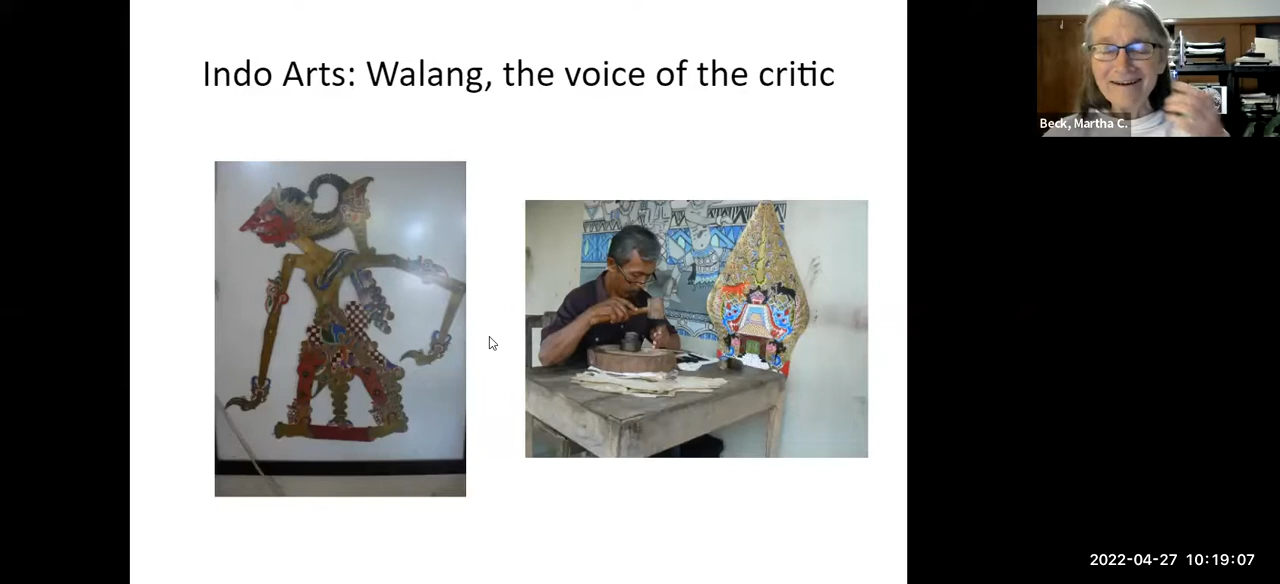 Indo Arts: Walang, the voice of the critic
Beck, Martha C.
2022-04-27 10:19:07